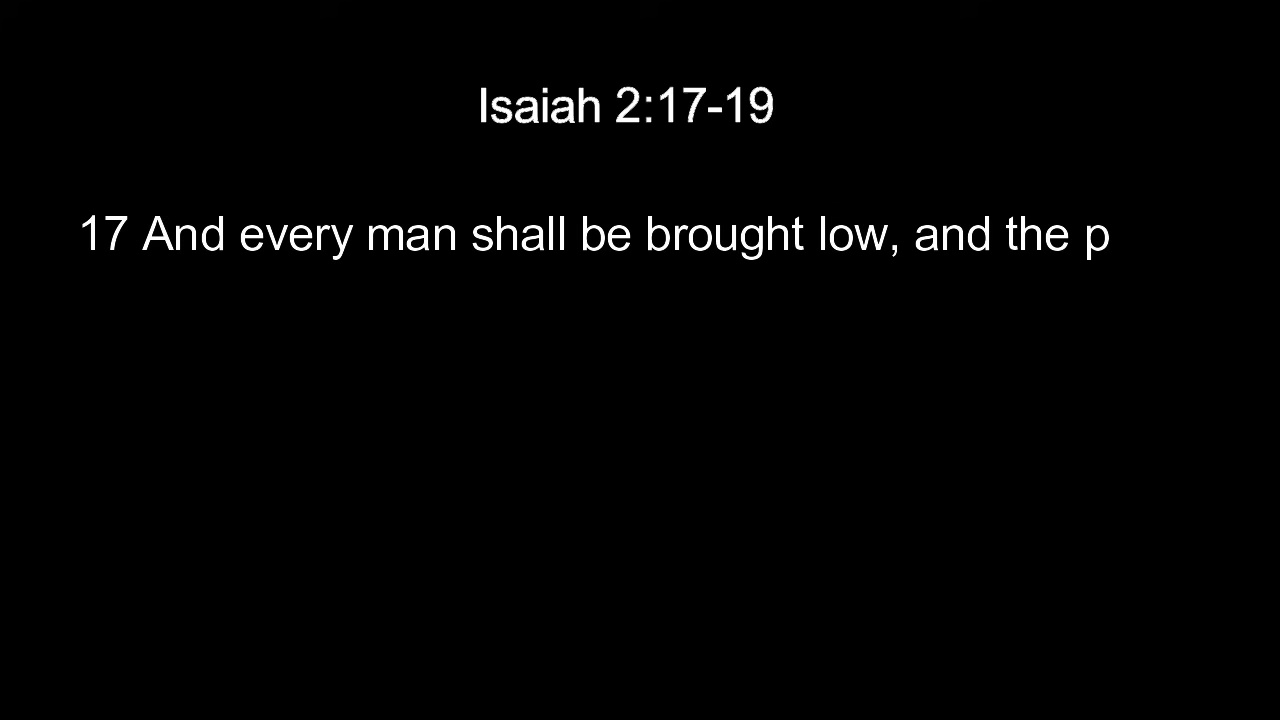 Isaiah 2:17-19
17 And every man shall be brought low, and the p